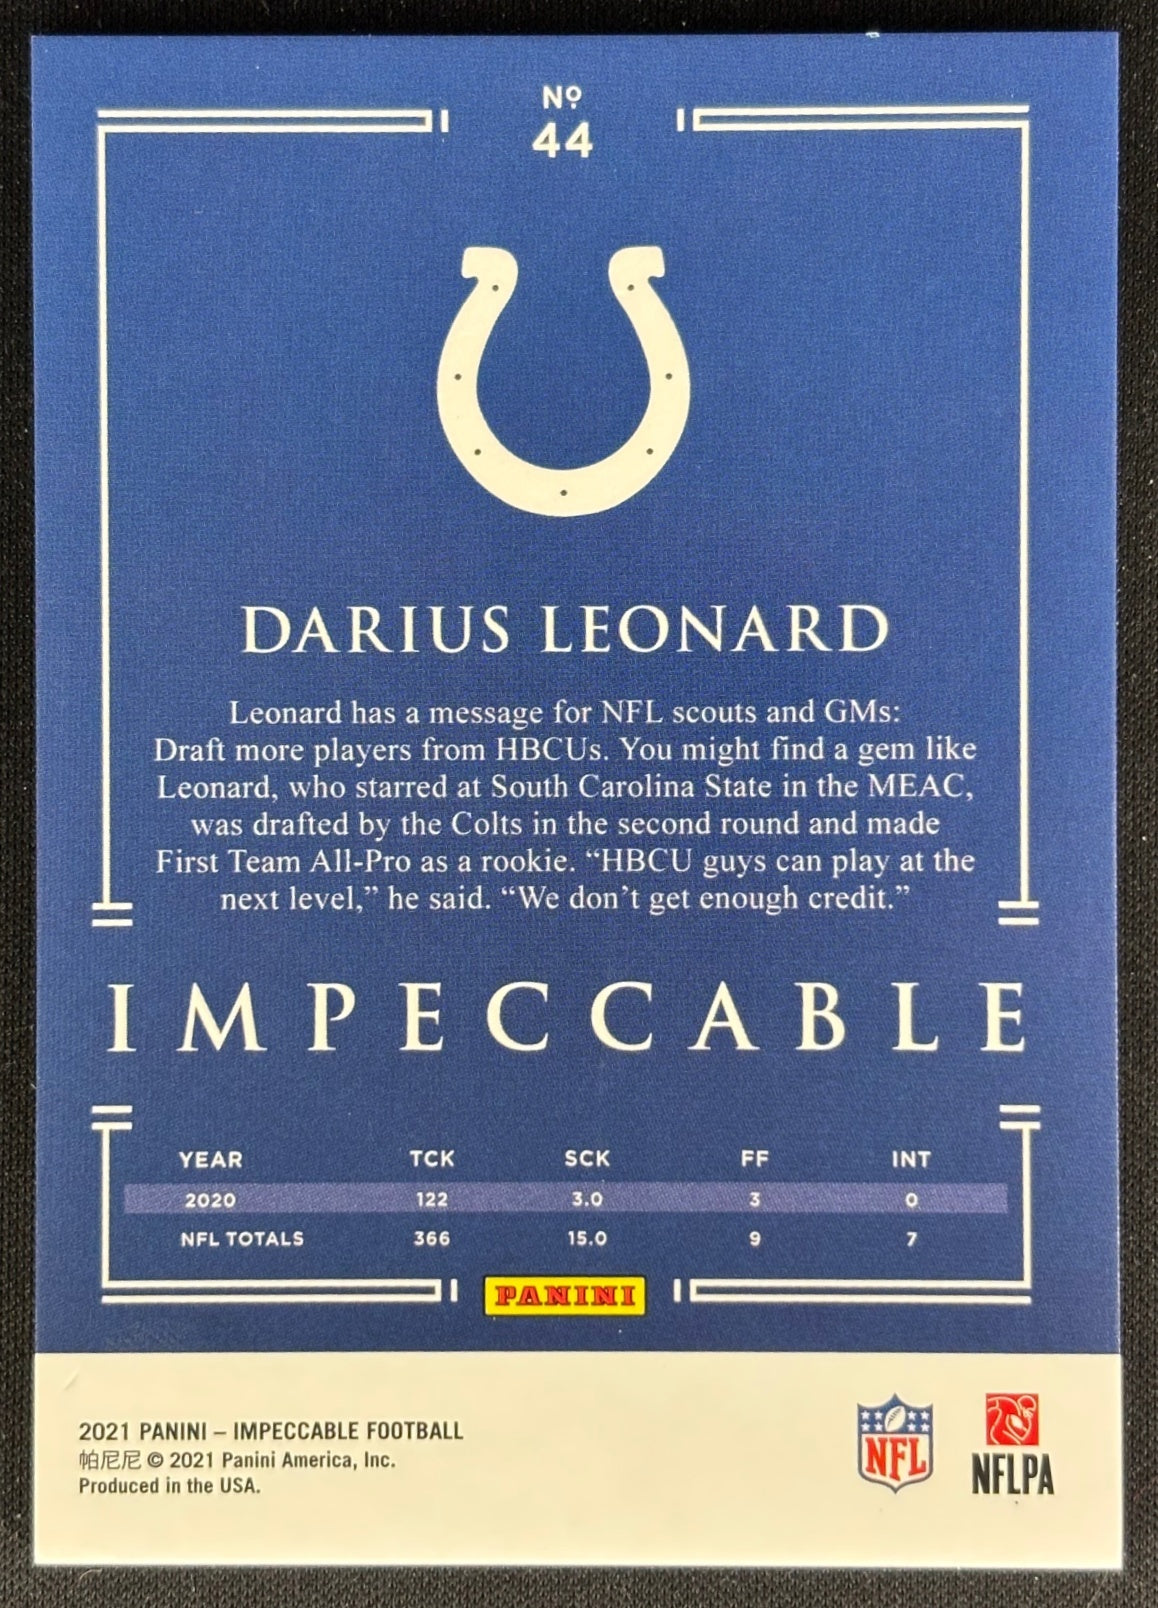 Nº
44
DARIUS LEONARD
Leonard has a message for NFL scouts and GMs:
Draft more players from HBCUs. You might find a gem like
Leonard, who starred at South Carolina State in the MEAC,
was drafted by the Colts in the second round and made
First Team All-Pro as a rookie. “HBCU guys can play at the
next level,” he said. “We don’t get enough credit.”
IMPECCABLE
YEAR TCK SCK FF INT
2020 122 3.0 3 0
NFL TOTALS 366 15.0 9 7
PANINI
2021 PANINI – IMPECCABLE FOOTBALL
帕尼尼 © 2021 Panini America, Inc.
Produced in the USA.
NFL
NFLPA